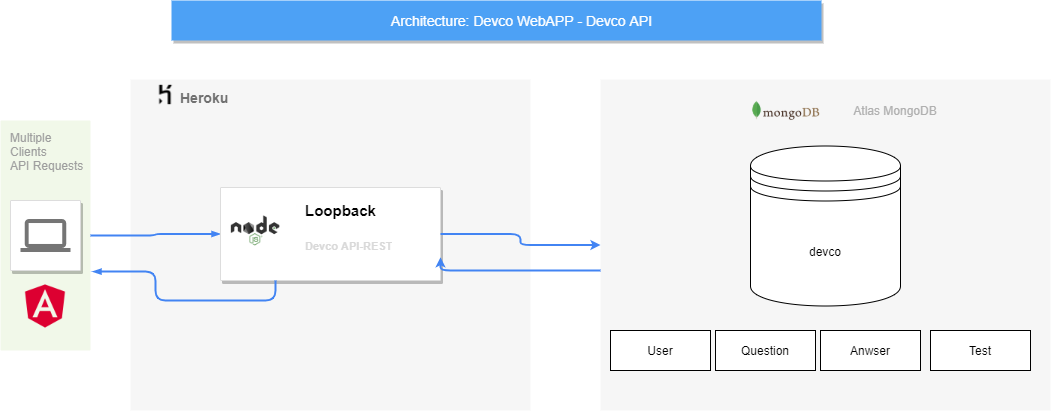 Architecture: Devco WebAPP - Devco API
Heroku
mongoDB
Atlas MongoDB
Multiple
Clients
API Requests
node
JS
Loopback
Devco API-REST
devco
User
Question
Anwser
Test